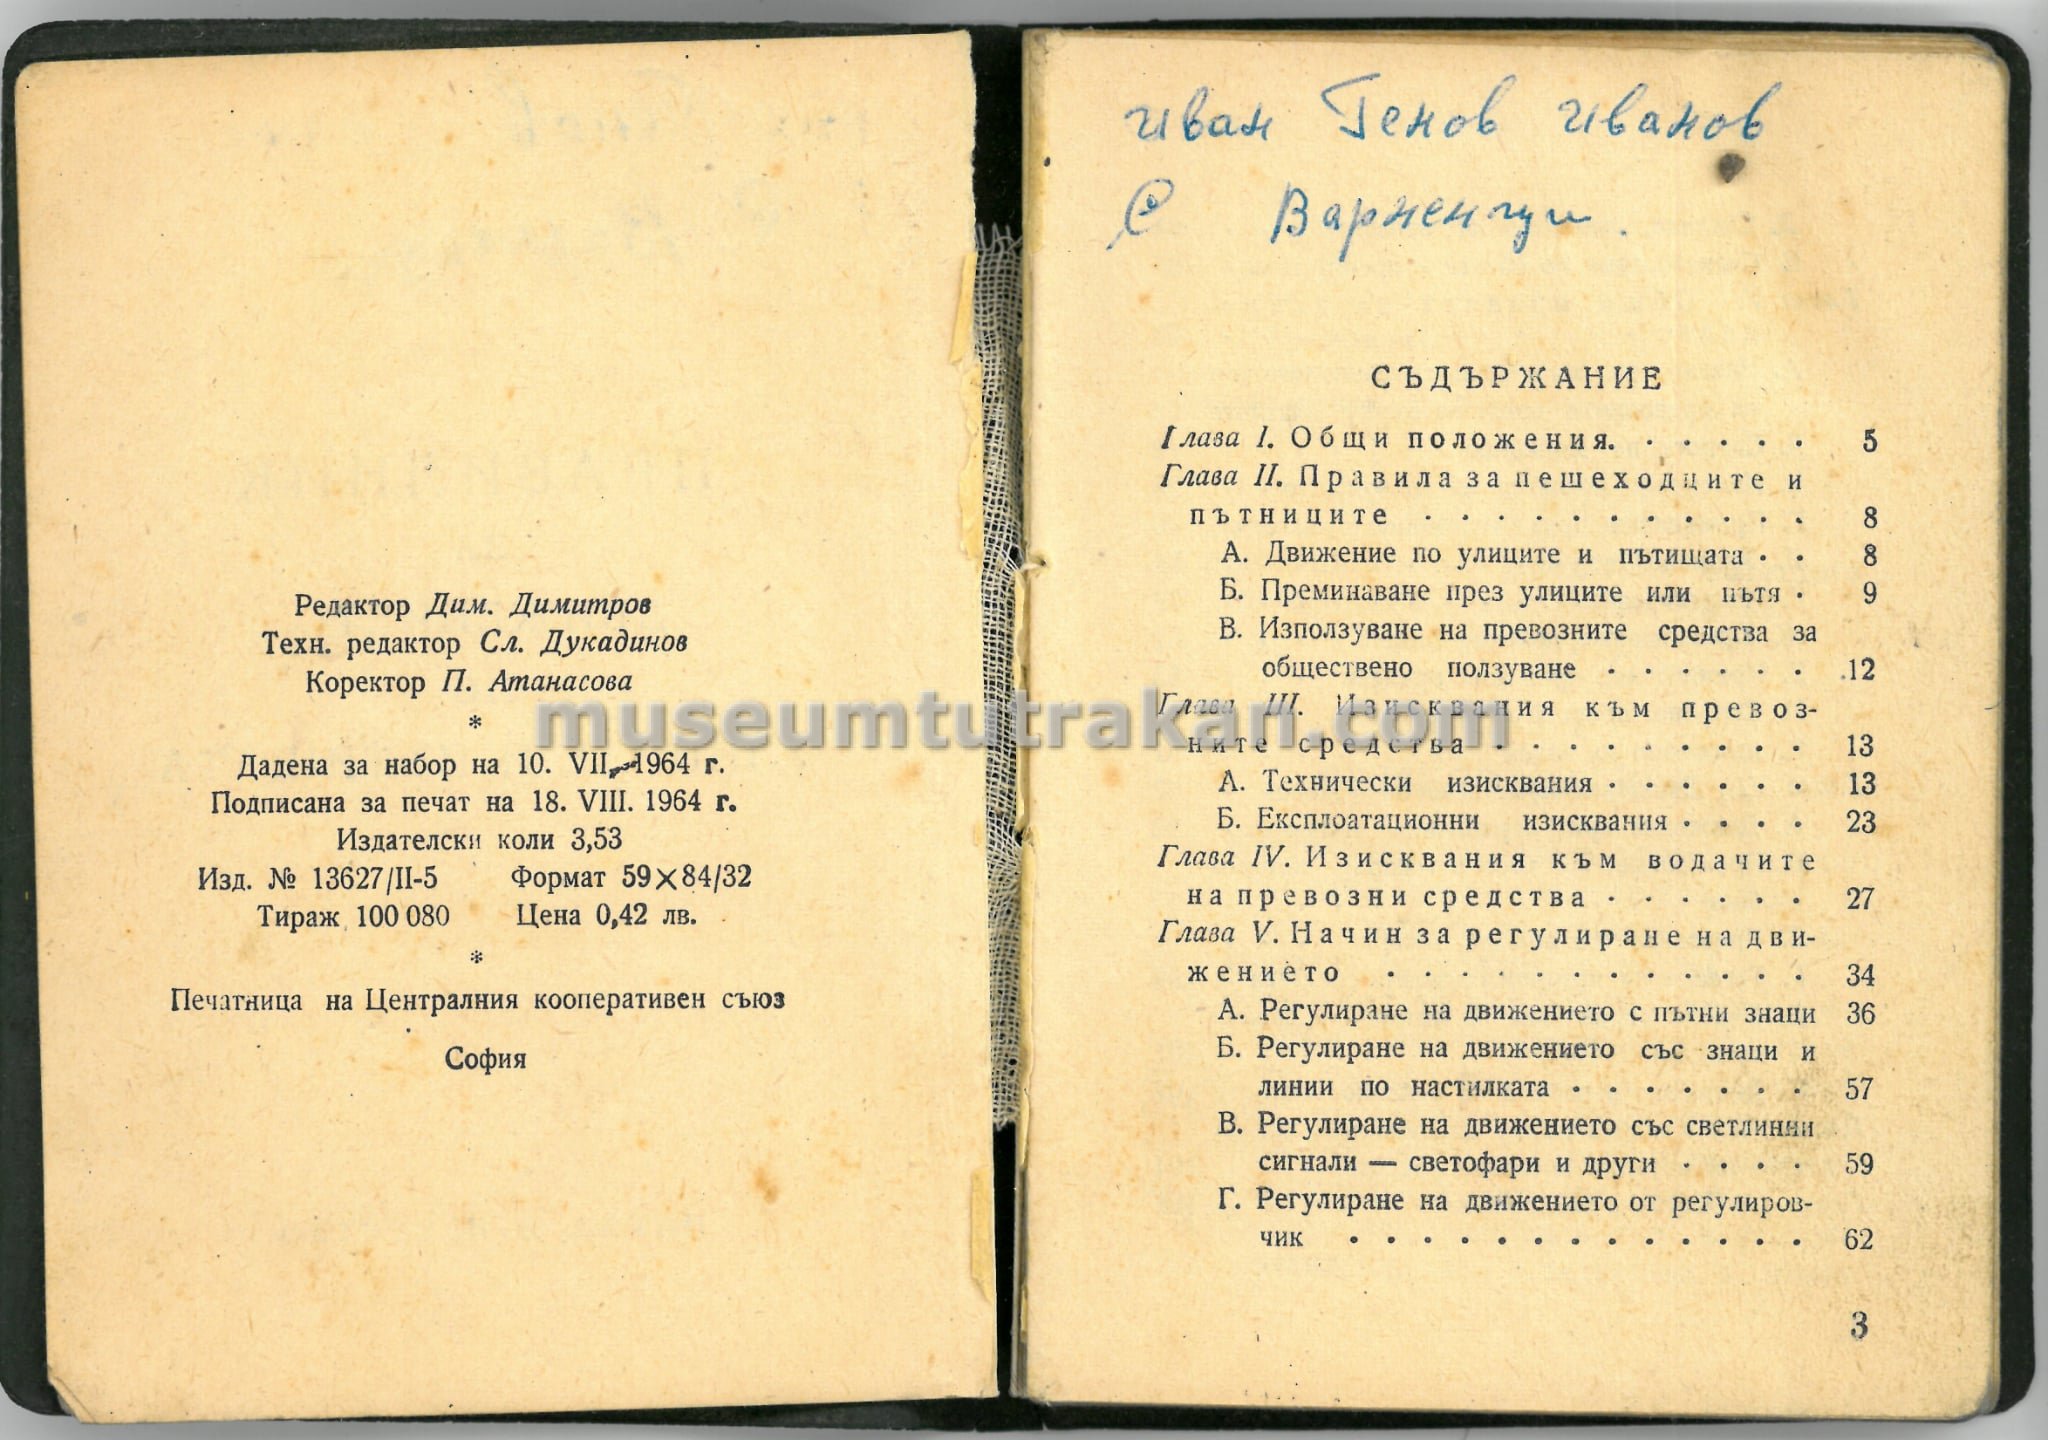 Редактор Дим. Димитров
Техн. редактор Сл. Дукадинов
Коректор П. Атанасова
*
Дадена за набор на 10. VII. 1964 г.
Подписана за печат на 18. VIII. 1964 г.
Издателски коли 3,53
Изд. № 13627/II-5 Формат 59×84/32
Тираж 100 080 Цена 0,42 лв.
*
Печатница на Централния кооперативен съюз
София
museumtutrakan.com
Иван Генов Иванов
С Варненци.
СЪДЪРЖАНИЕ
Глава I. Общи положения. . . . . . 5
Глава II. Правила за пешеходците и
пътниците . . . . . . . . . . . 8
А. Движение по улиците и пътищата . . 8
Б. Преминаване през улиците или пътя . 9
В. Използуване на превозните средства за
обществено ползуване . . . . . . 12
Глава III. Изисквания към превоз-
ните средства . . . . . . . . . 13
А. Технически изисквания . . . . . . 13
Б. Експлоатационни изисквания . . . . 23
Глава IV. Изисквания към водачите
на превозни средства . . . . . . 27
Глава V. Начин за регулиране на дви-
жението . . . . . . . . . . . . 34
А. Регулиране на движението с пътни знаци 36
Б. Регулиране на движението със знаци и
линии по настилката . . . . . . . 57
В. Регулиране на движението със светлинни
сигнали — светофари и други . . . . 59
Г. Регулиране на движението от регулиров-
чик . . . . . . . . . . . . . 62
3